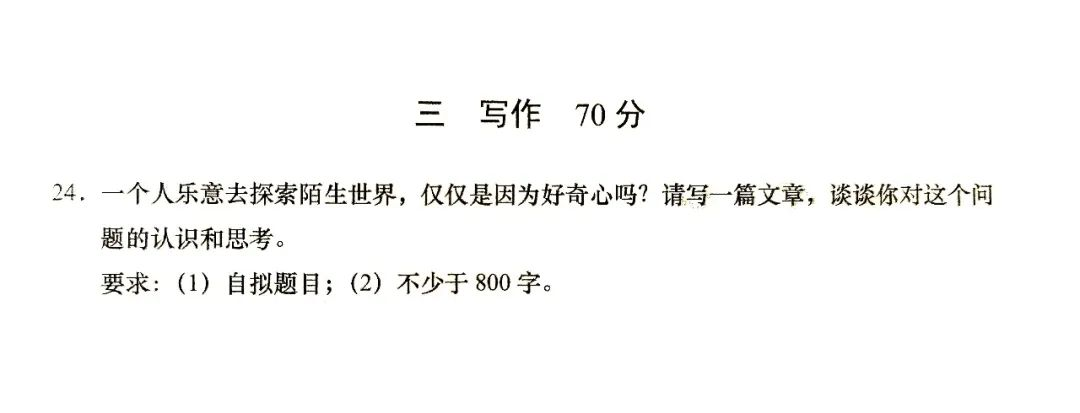 三 写作 70 分
24. 一个人乐意去探索陌生世界，仅仅是因为好奇心吗？请写一篇文章，谈谈你对这个问
题的认识和思考。
要求：（1）自拟题目；（2）不少于 800 字。